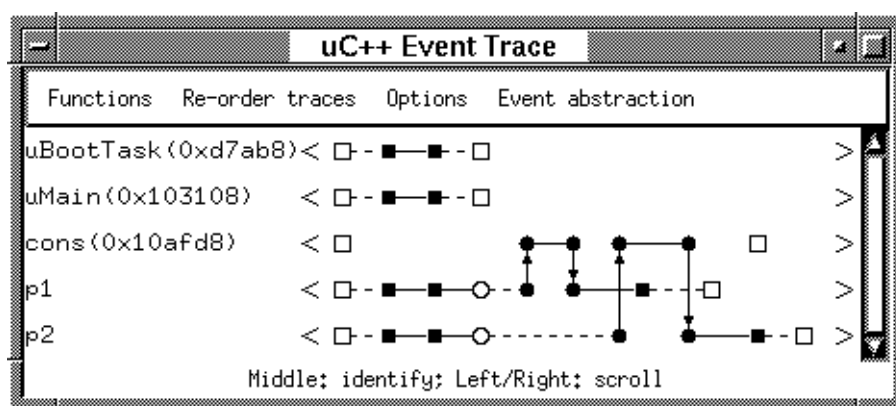 uC++ Event Trace
Functions Re-order traces Options Event abstraction
uBootTask(0xd7ab8)< >
uMain(0x103108) < >
cons(0x10afd8) < >
p1 < >
p2 < >
Middle: identify; Left/Right: scroll